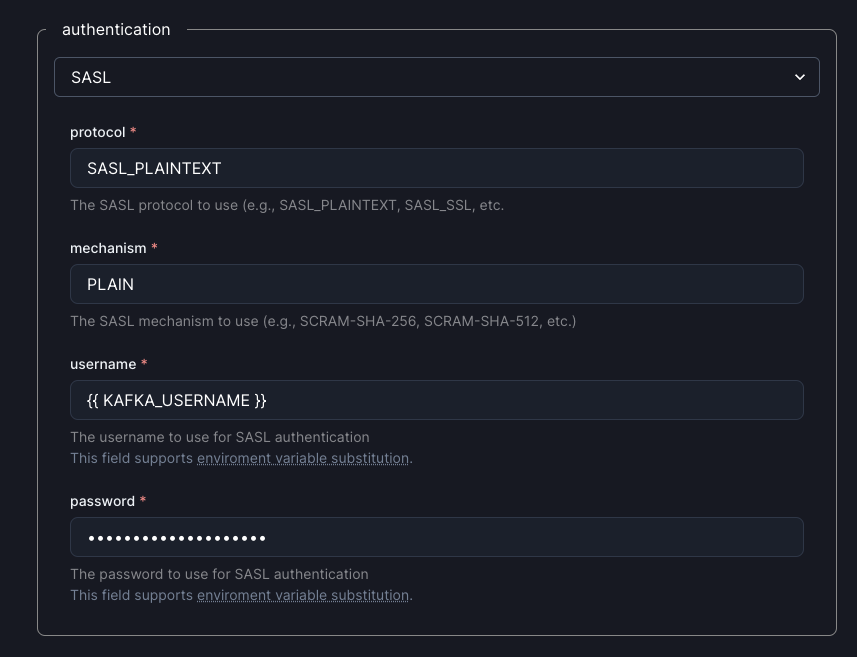 authentication
SASL
protocol *
SASL_PLAINTEXT
The SASL protocol to use (e.g., SASL_PLAINTEXT, SASL_SSL, etc.
mechanism *
PLAIN
The SASL mechanism to use (e.g., SCRAM-SHA-256, SCRAM-SHA-512, etc.)
username *
{{ KAFKA_USERNAME }}
The username to use for SASL authentication
This field supports enviroment variable substitution.
password *
••••••••••••••••••••
The password to use for SASL authentication
This field supports enviroment variable substitution.